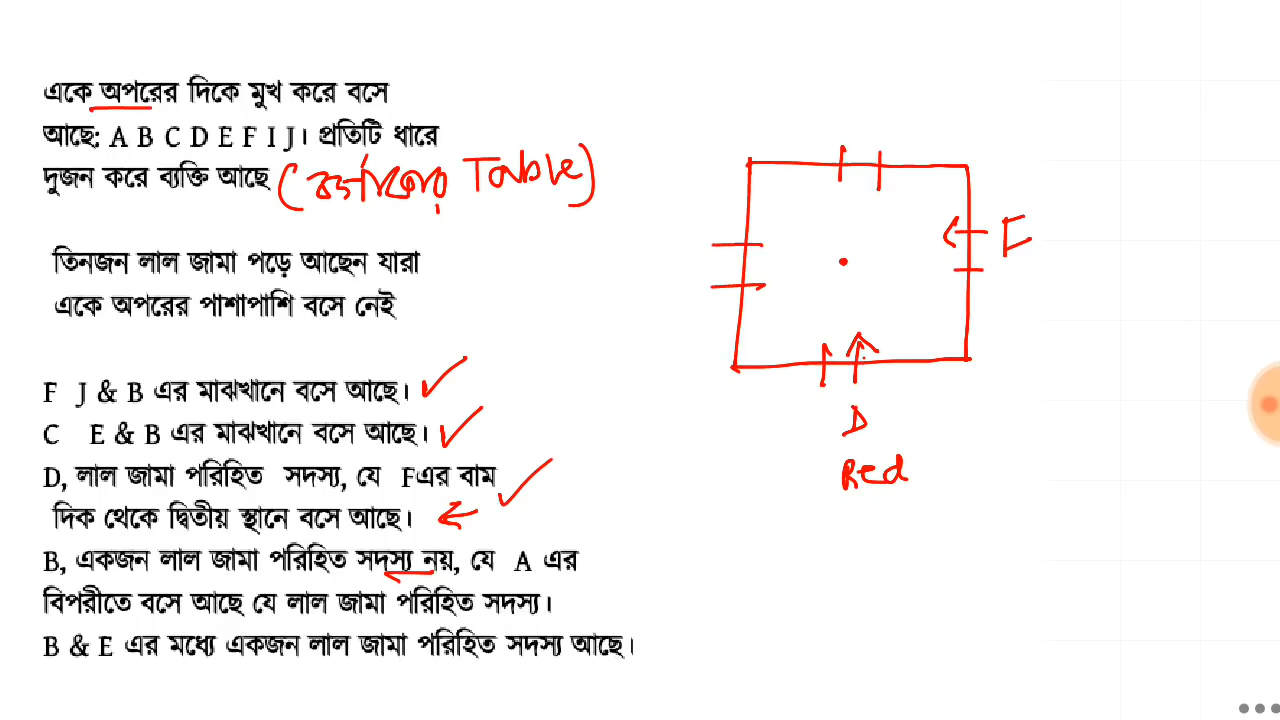 একে অপরের দিকে মুখ করে বসে
আছে: A B C D E F I J। প্রতিটি ধারে
দুজন করে ব্যক্তি আছে (বর্গাকার Table)
তিনজন লাল জামা পড়ে আছেন যারা
একে অপরের পাশাপাশি বসে নেই
F J & B এর মাঝখানে বসে আছে।
C E & B এর মাঝখানে বসে আছে।
D, লাল জামা পরিহিত সদস্য, যে Fএর বাম
দিক থেকে দ্বিতীয় স্থানে বসে আছে।
B, একজন লাল জামা পরিহিত সদস্য নয়, যে A এর
বিপরীতে বসে আছে যে লাল জামা পরিহিত সদস্য।
B & E এর মধ্যে একজন লাল জামা পরিহিত সদস্য আছে।
F
D
Red